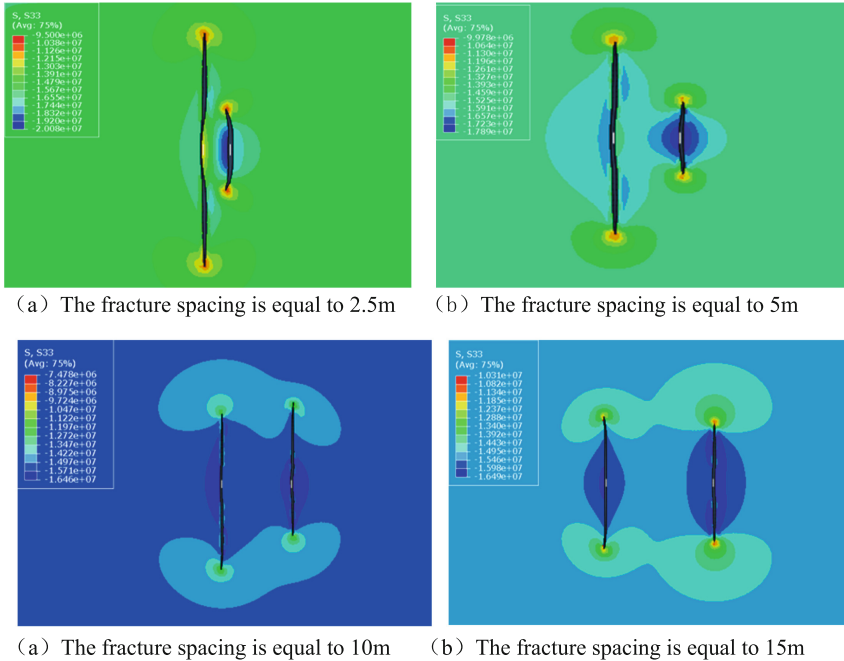 S, S33
(Avg: 75%)
-9.500e+06
-1.038e+07
-1.126e+07
-1.215e+07
-1.303e+07
-1.391e+07
-1.479e+07
-1.567e+07
-1.655e+07
-1.744e+07
-1.832e+07
-1.920e+07
-2.008e+07
S, S33
(Avg: 75%)
-9.978e+06
-1.064e+07
-1.130e+07
-1.196e+07
-1.261e+07
-1.327e+07
-1.393e+07
-1.459e+07
-1.525e+07
-1.591e+07
-1.657e+07
-1.723e+07
-1.789e+07
（a）The fracture spacing is equal to 2.5m
（b）The fracture spacing is equal to 5m
S, S33
(Avg: 75%)
-7.478e+06
-8.227e+06
-8.975e+06
-9.724e+06
-1.047e+07
-1.122e+07
-1.197e+07
-1.272e+07
-1.347e+07
-1.422e+07
-1.497e+07
-1.571e+07
-1.646e+07
S, S33
(Avg: 75%)
-1.031e+07
-1.082e+07
-1.134e+07
-1.185e+07
-1.237e+07
-1.288e+07
-1.340e+07
-1.392e+07
-1.443e+07
-1.495e+07
-1.546e+07
-1.598e+07
-1.649e+07
（a）The fracture spacing is equal to 10m
（b）The fracture spacing is equal to 15m